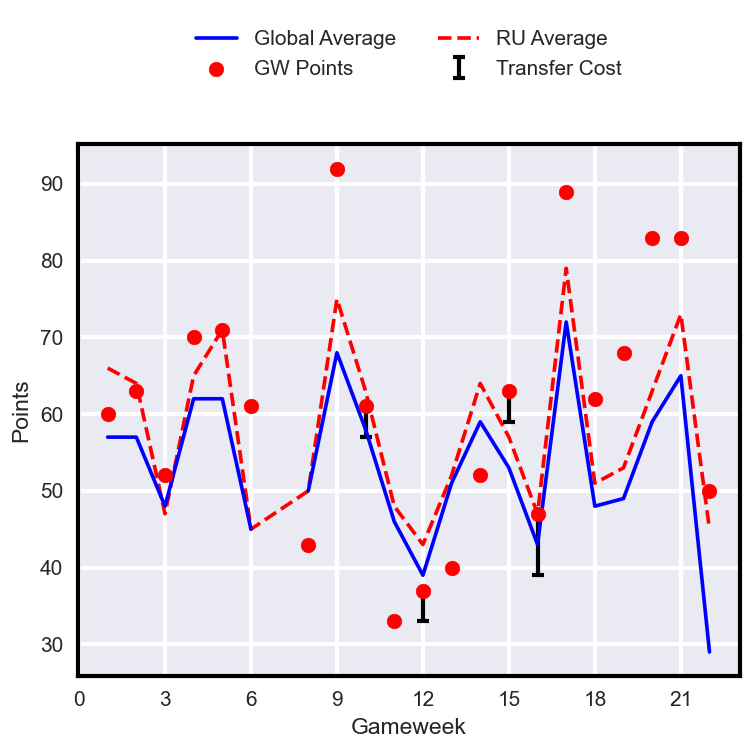 Global Average
RU Average
GW Points
Transfer Cost
90
80
70
60
50
40
30
Points
0 3 6 9 12 15 18 21
Gameweek